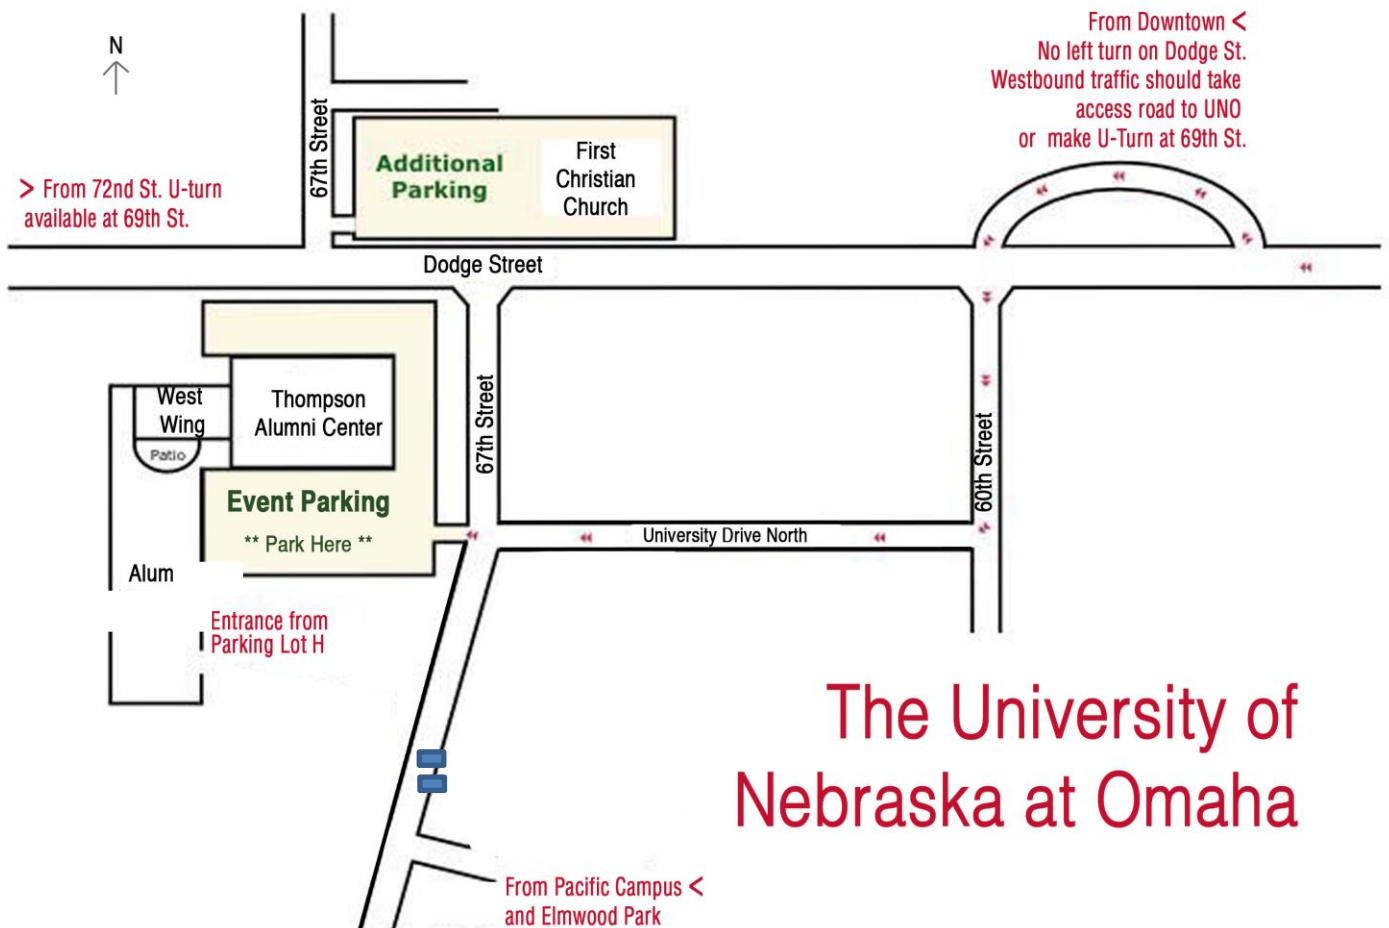 From Downtown <
No left turn on Dodge St.
Westbound traffic should take
access road to UNO
or make U-Turn at 69th St.
N
67th Street
Additional
Parking
First
Christian
Church
> From 72nd St. U-turn
available at 69th St.
Dodge Street
West
Wing
Patio
Thompson
Alumni Center
67th Street
60th Street
Event Parking
** Park Here **
University Drive North
Alum
Entrance from
Parking Lot H
The University of
Nebraska at Omaha
From Pacific Campus <
and Elmwood Park